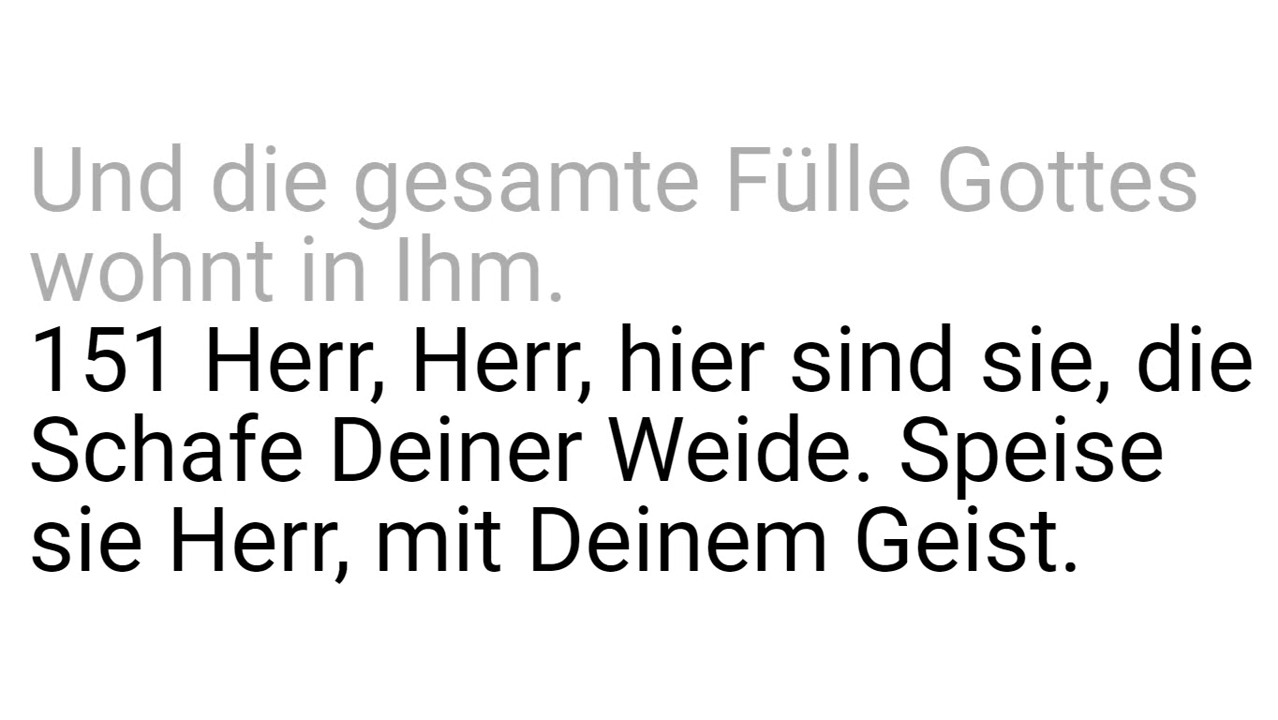 Und die gesamte Fülle Gottes
wohnt in Ihm.
151 Herr, Herr, hier sind sie, die
Schafe Deiner Weide. Speise
sie Herr, mit Deinem Geist.